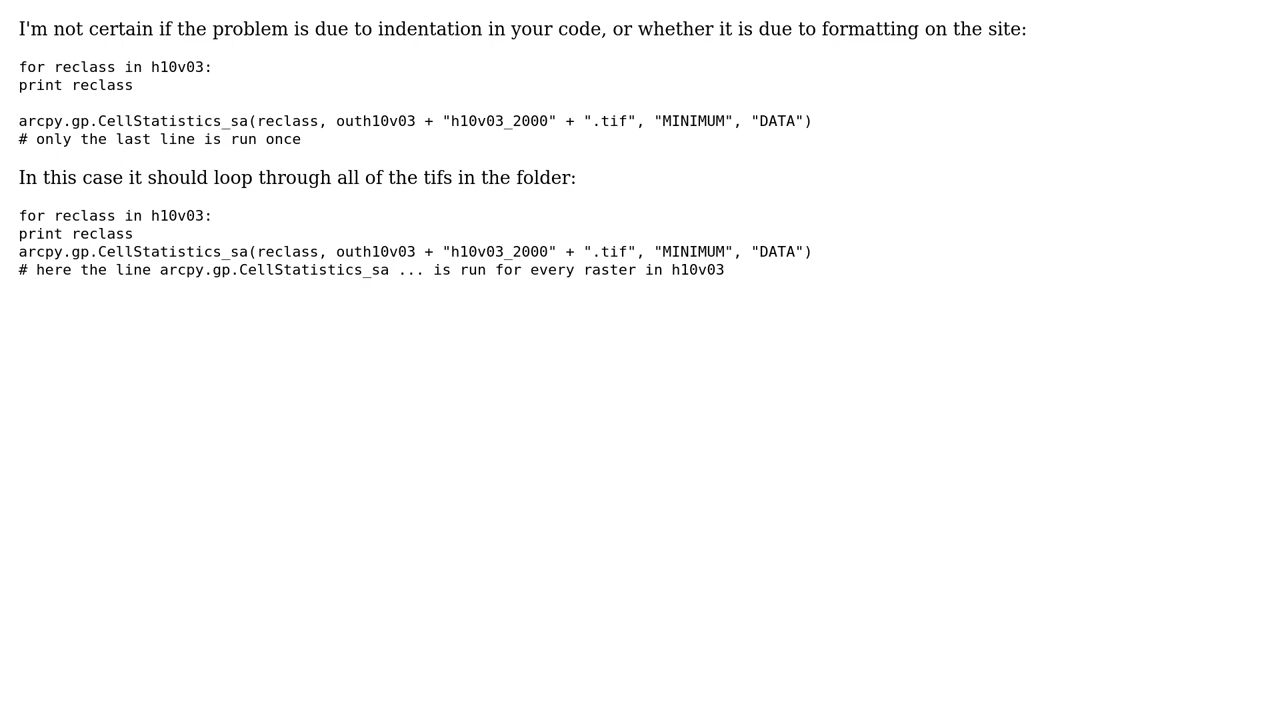 I'm not certain if the problem is due to indentation in your code, or whether it is due to formatting on the site:
for reclass in h10v03:
print reclass
arcpy.gp.CellStatistics_sa(reclass, outh10v03 + "h10v03_2000" + ".tif", "MINIMUM", "DATA")
# only the last line is run once
In this case it should loop through all of the tifs in the folder:
for reclass in h10v03:
print reclass
arcpy.gp.CellStatistics_sa(reclass, outh10v03 + "h10v03_2000" + ".tif", "MINIMUM", "DATA")
# here the line arcpy.gp.CellStatistics_sa ... is run for every raster in h10v03